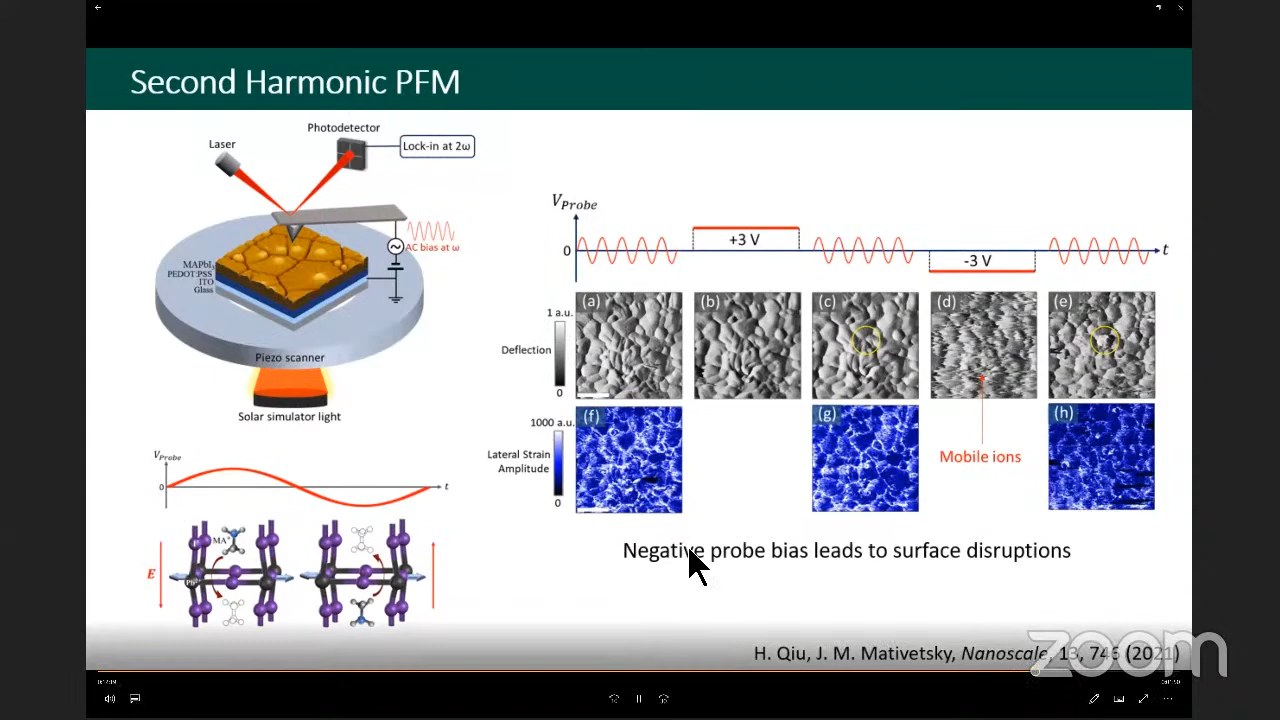 Second Harmonic PFM
Photodetector
Laser
Lock-in at 2ω
AC bias at ω
MAPbI₃
PEDOT:PSS
ITO
Glass
Piezo scanner
Solar simulator light
V_Probe
0
t
MA⁺
E
V_Probe
0
+3 V
-3 V
t
(a)
(b)
(c)
(d)
(e)
1 a.u.
Deflection
0
(f)
(g)
(h)
1000 a.u.
Lateral Strain
Amplitude
0
Mobile ions
Negative probe bias leads to surface disruptions
H. Qiu, J. M. Mativetsky, Nanoscale, 13, 746 (2021)
zoom